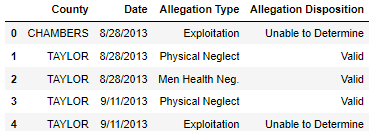 County Date Allegation Type Allegation Disposition
0 CHAMBERS 8/28/2013 Exploitation Unable to Determine
1 TAYLOR 8/28/2013 Physical Neglect Valid
2 TAYLOR 8/28/2013 Men Health Neg. Valid
3 TAYLOR 9/11/2013 Physical Neglect Valid
4 TAYLOR 9/11/2013 Exploitation Unable to Determine